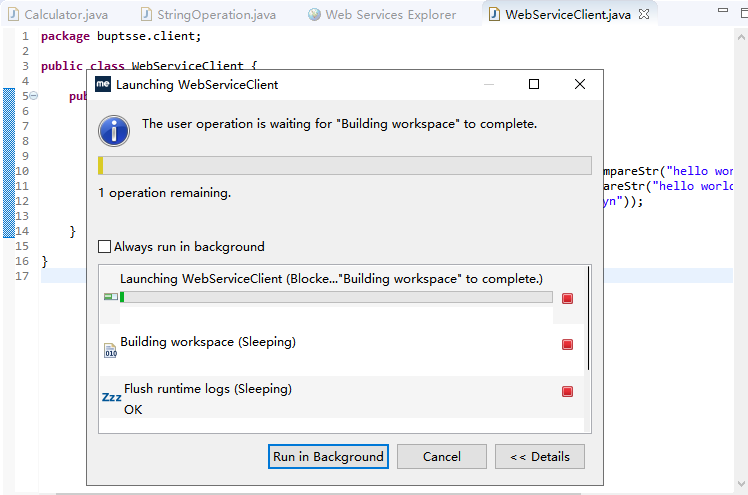 Calculator.java StringOperation.java Web Services Explorer WebServiceClient.java
1 package buptsse.client;
2
3 public class WebServiceClient {
4
me Launching WebServiceClient
5 pu
The user operation is waiting for "Building workspace" to complete.
6
7
8
9
10 mpareStr("hello wor
1 operation remaining.
11 areStr("hello world
12 yn"));
13
14 }
15
Always run in background
16 }
17
Launching WebServiceClient (Blocke..."Building workspace" to complete.)
010 Building workspace (Sleeping)
Zzz Flush runtime logs (Sleeping)
OK
Run in Background Cancel << Details